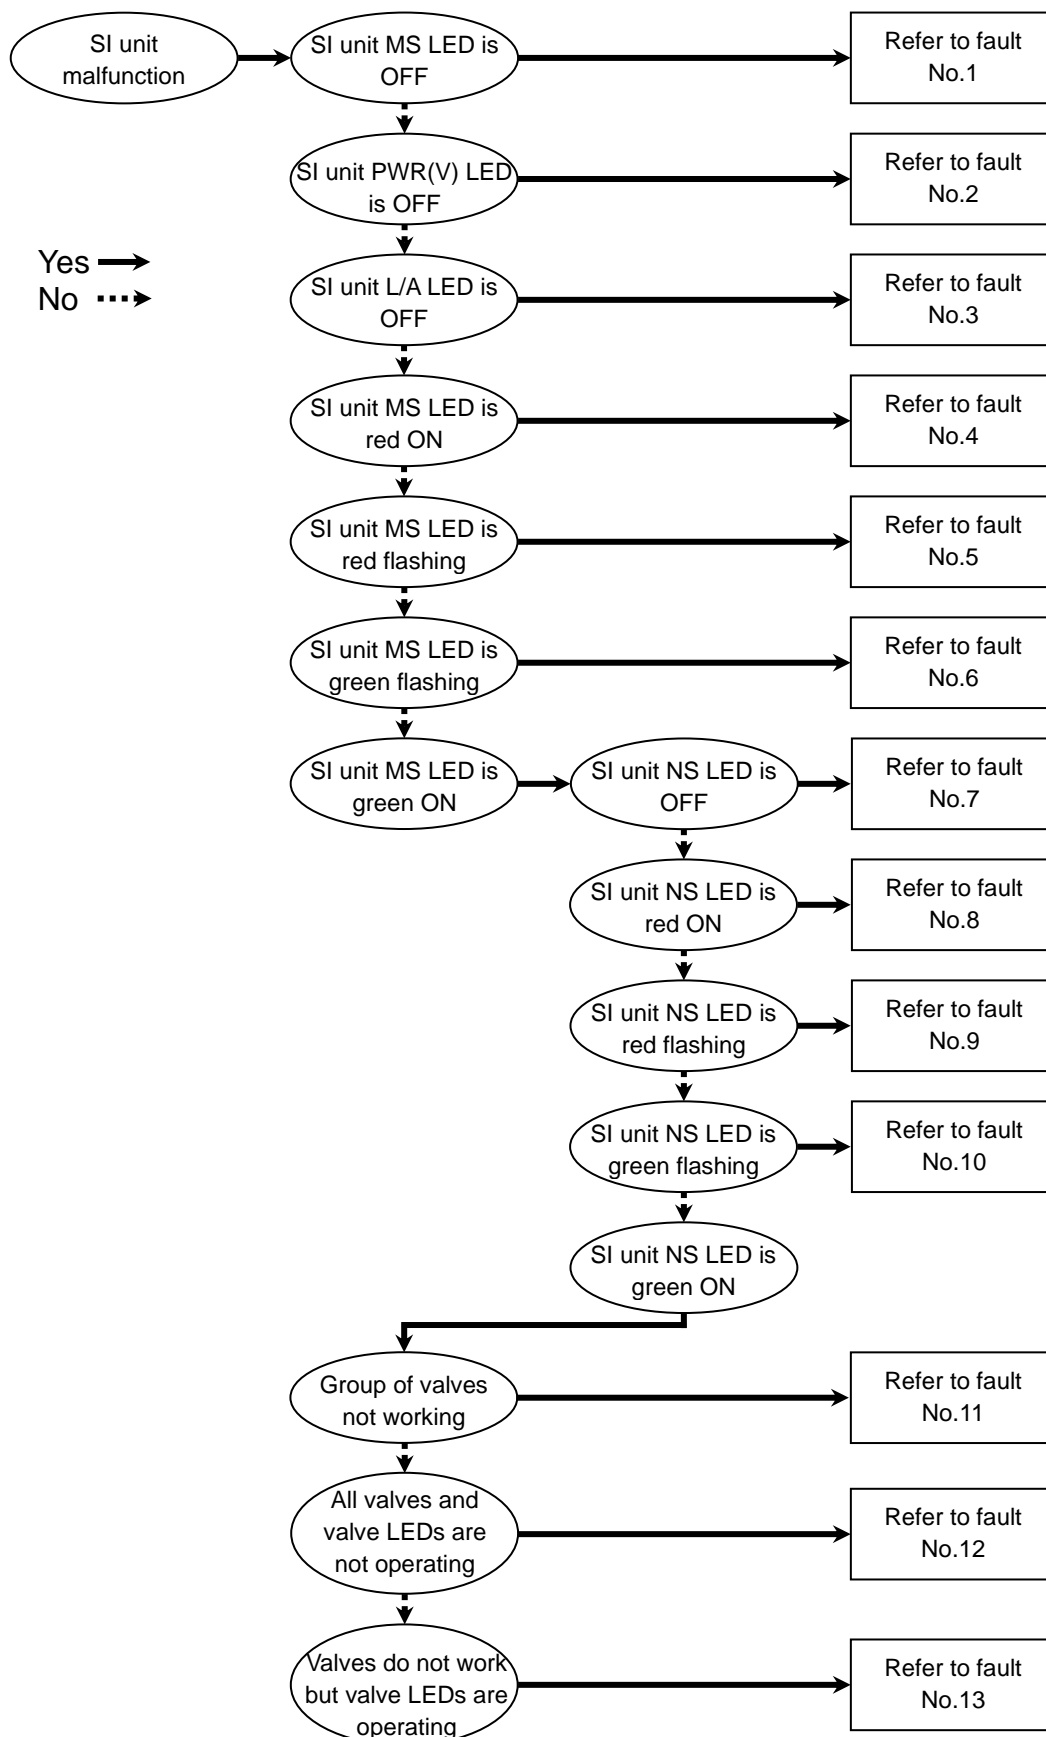 SI unit
malfunction
SI unit MS LED is
OFF
Refer to fault
No.1
SI unit PWR(V) LED
is OFF
Refer to fault
No.2
Yes
No
SI unit L/A LED is
OFF
Refer to fault
No.3
SI unit MS LED is
red ON
Refer to fault
No.4
SI unit MS LED is
red flashing
Refer to fault
No.5
SI unit MS LED is
green flashing
Refer to fault
No.6
SI unit MS LED is
green ON
SI unit NS LED is
OFF
Refer to fault
No.7
SI unit NS LED is
red ON
Refer to fault
No.8
SI unit NS LED is
red flashing
Refer to fault
No.9
SI unit NS LED is
green flashing
Refer to fault
No.10
SI unit NS LED is
green ON
Group of valves
not working
Refer to fault
No.11
All valves and
valve LEDs are
not operating
Refer to fault
No.12
Valves do not work
but valve LEDs are
operating
Refer to fault
No.13